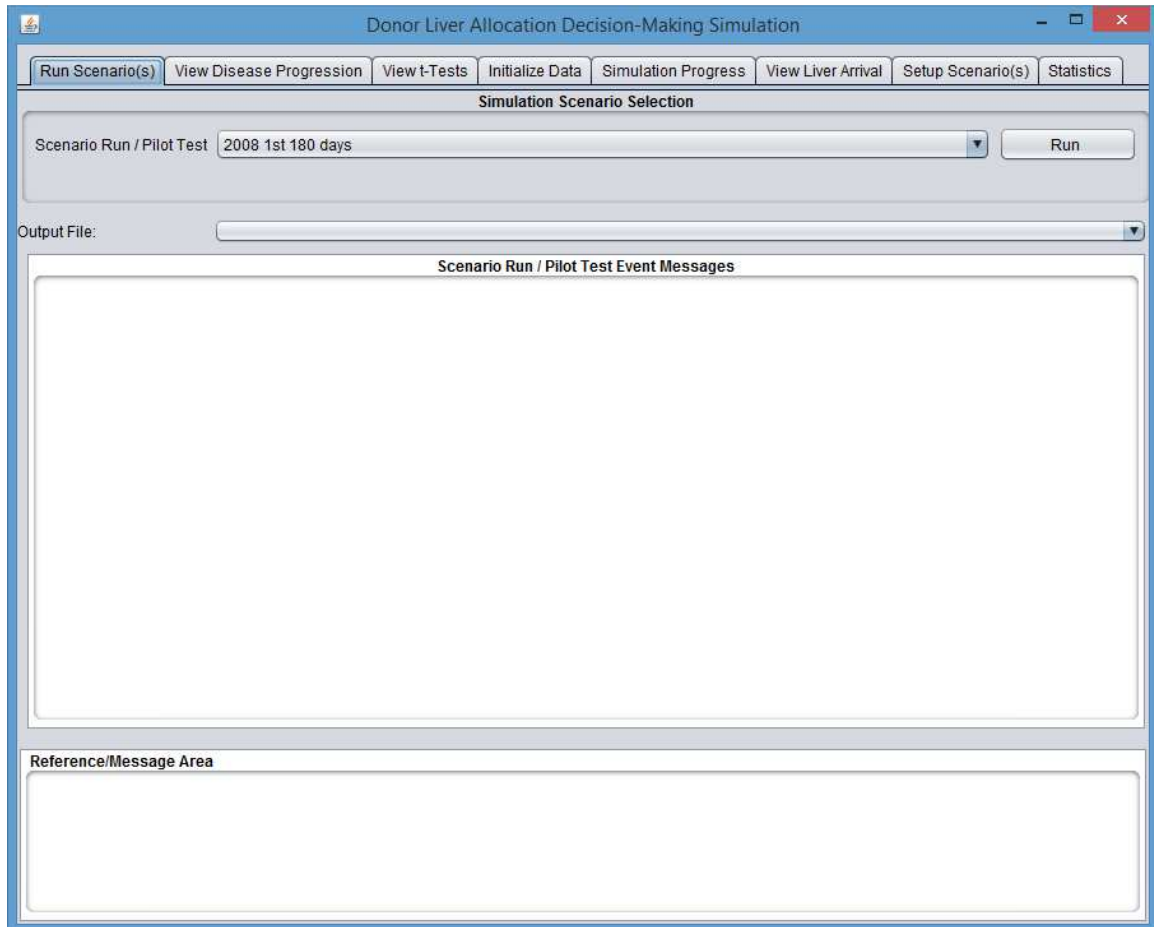 Donor Liver Allocation Decision-Making Simulation
Run Scenario(s) View Disease Progression View t-Tests Initialize Data Simulation Progress View Liver Arrival Setup Scenario(s) Statistics
Simulation Scenario Selection
Scenario Run / Pilot Test 2008 1st 180 days Run
Output File:
Scenario Run / Pilot Test Event Messages
Reference/Message Area